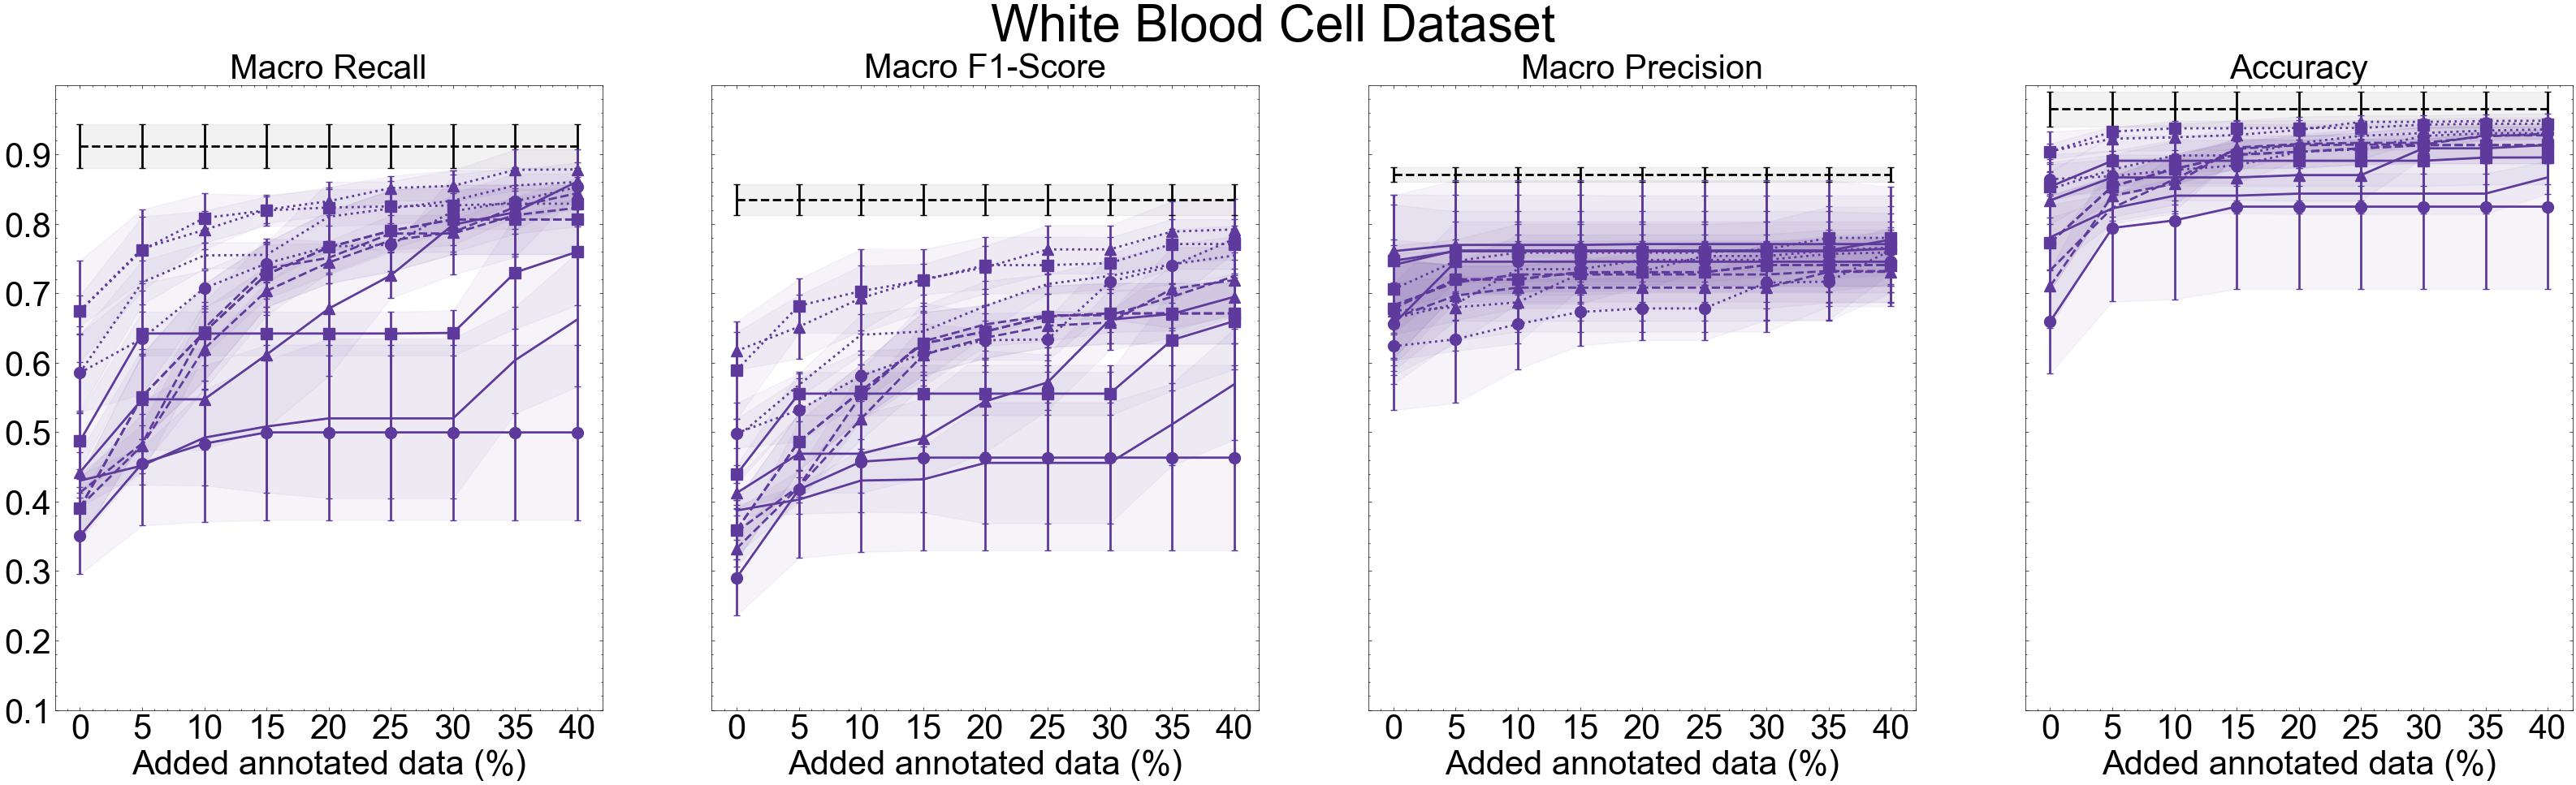 White Blood Cell Dataset
Macro Recall
Macro F1-Score
Macro Precision
Accuracy
0.9
0.8
0.7
0.6
0.5
0.4
0.3
0.2
0.1
0 5 10 15 20 25 30 35 40
0 5 10 15 20 25 30 35 40
0 5 10 15 20 25 30 35 40
0 5 10 15 20 25 30 35 40
Added annotated data (%)
Added annotated data (%)
Added annotated data (%)
Added annotated data (%)